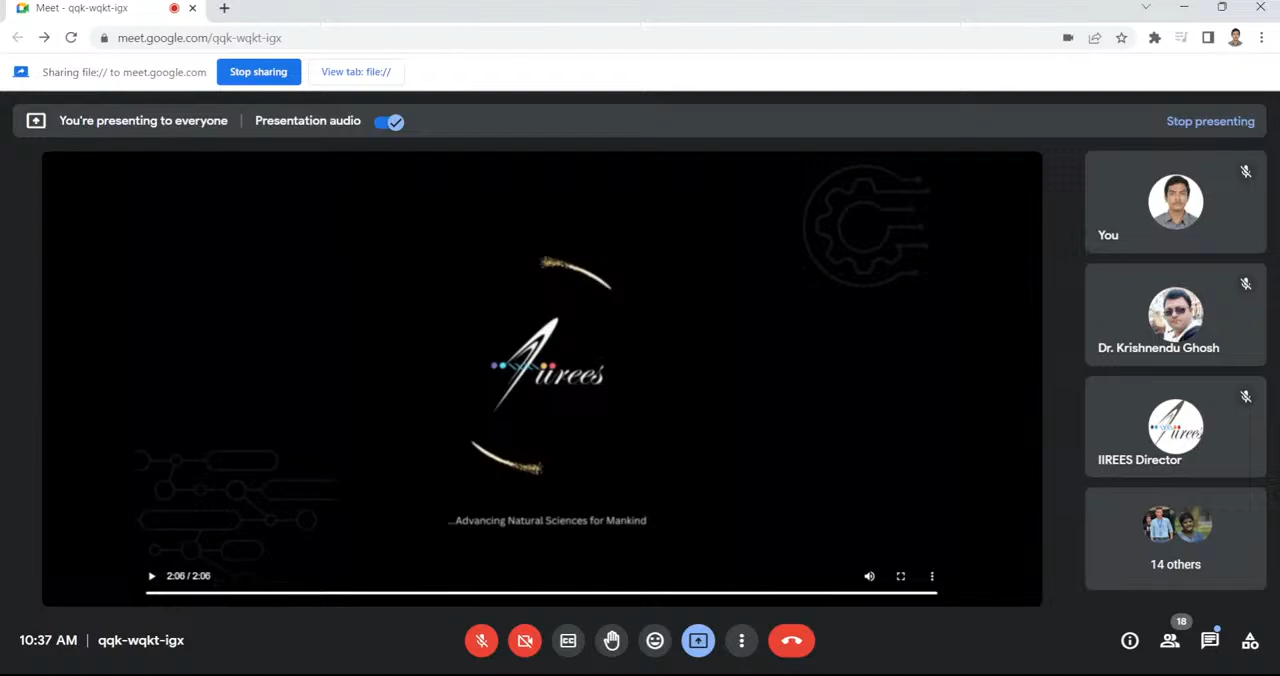 Meet - qqk-wqkt-igx
meet.google.com/qqk-wqkt-igx
Sharing file:// to meet.google.com Stop sharing View tab: file://
You're presenting to everyone | Presentation audio Stop presenting
You
Dr. Krishnendu Ghosh
iirees
iirees
IIREES Director
...Advancing Natural Sciences for Mankind
14 others
2:06 / 2:06
18
10:37 AM | qqk-wqkt-igx